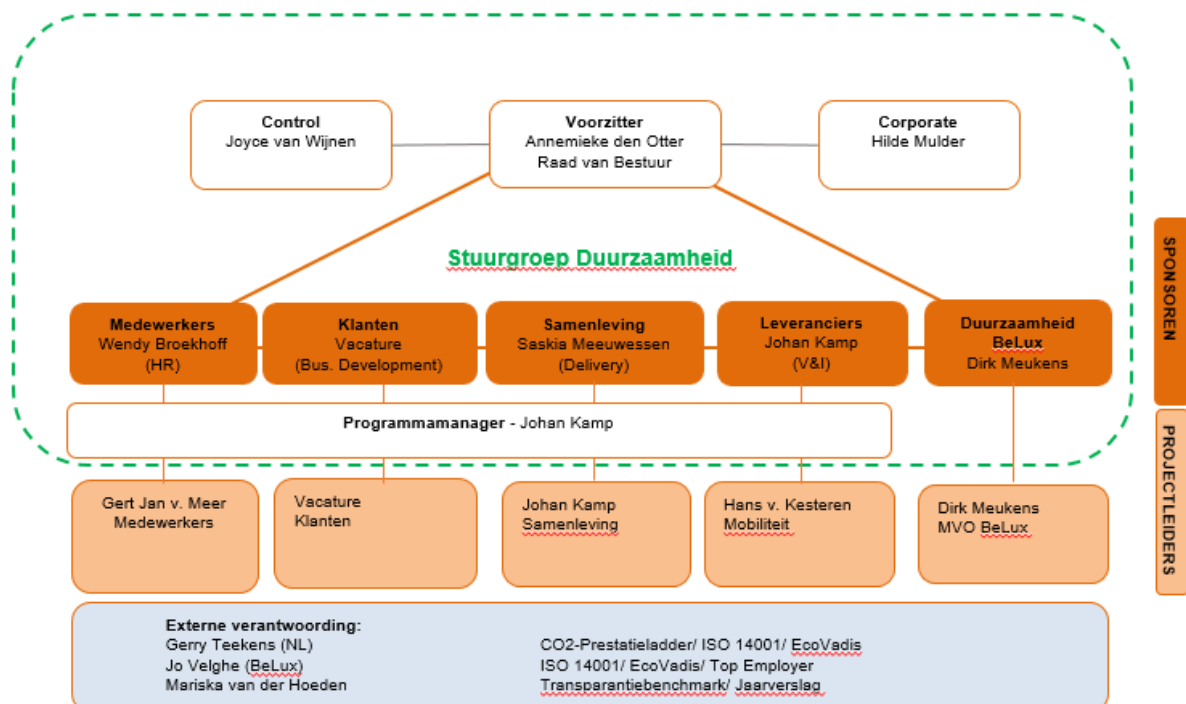 Control
Joyce van Wijnen
Voorzitter
Annemieke den Otter
Raad van Bestuur
Corporate
Hilde Mulder
Stuurgroep Duurzaamheid
SPONSOREN
Medewerkers
Wendy Broekhoff
(HR)
Klanten
Vacature
(Bus. Development)
Samenleving
Saskia Meeuwessen
(Delivery)
Leveranciers
Johan Kamp
(V&I)
Duurzaamheid
BeLux
Dirk Meukens
Programmamanager - Johan Kamp
PROJECTLEIDERS
Gert Jan v. Meer
Medewerkers
Vacature
Klanten
Johan Kamp
Samenleving
Hans v. Kesteren
Mobiliteit
Dirk Meukens
MVO BeLux
Externe verantwoording:
Gerry Teekens (NL) CO2-Prestatieladder/ ISO 14001/ EcoVadis
Jo Velghe (BeLux) ISO 14001/ EcoVadis/ Top Employer
Mariska van der Hoeden Transparantiebenchmark/ Jaarverslag